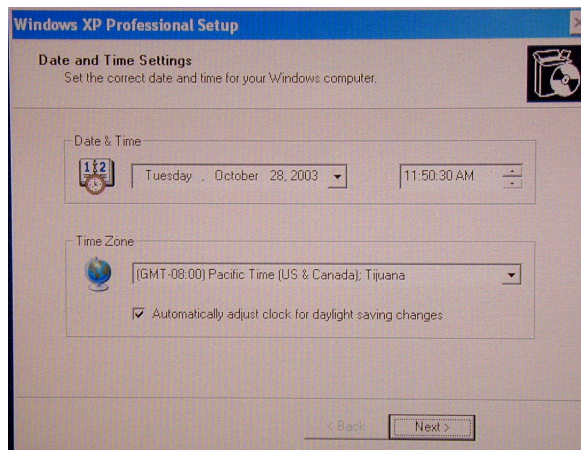 Windows XP Professional Setup
Date and Time Settings
Set the correct date and time for your Windows computer.
Date & Time
Tuesday , October 28, 2003
11:50:30 AM
Time Zone
(GMT-08:00) Pacific Time (US & Canada); Tijuana
Automatically adjust clock for daylight saving changes
< Back
Next >